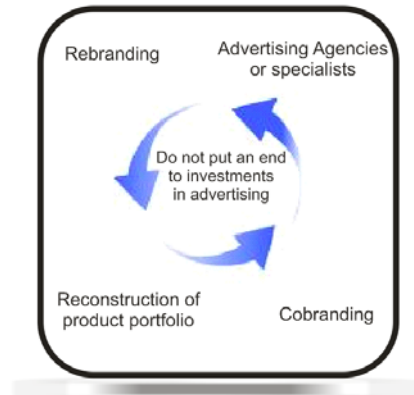 Rebranding
Advertising Agencies
or specialists
Do not put an end
to investments
in advertising
Reconstruction of
product portfolio
Cobranding